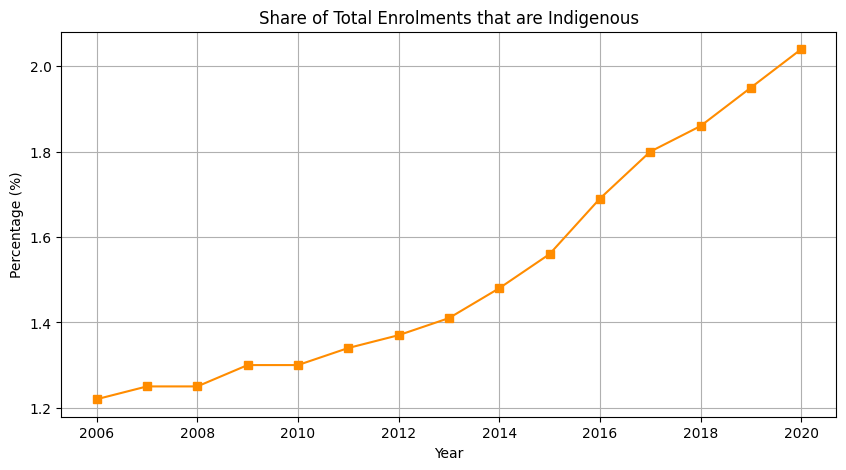 Share of Total Enrolments that are Indigenous
Percentage (%)
2.0
1.8
1.6
1.4
1.2
2006 2008 2010 2012 2014 2016 2018 2020
Year